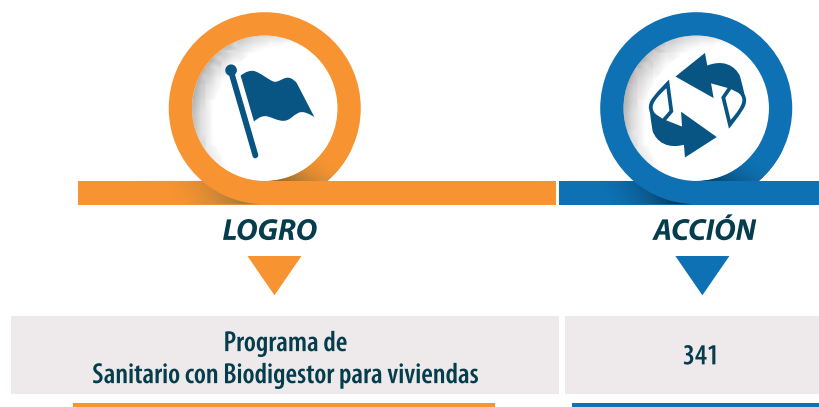 LOGRO
ACCIÓN
Programa de
Sanitario con Biodigestor para viviendas
341